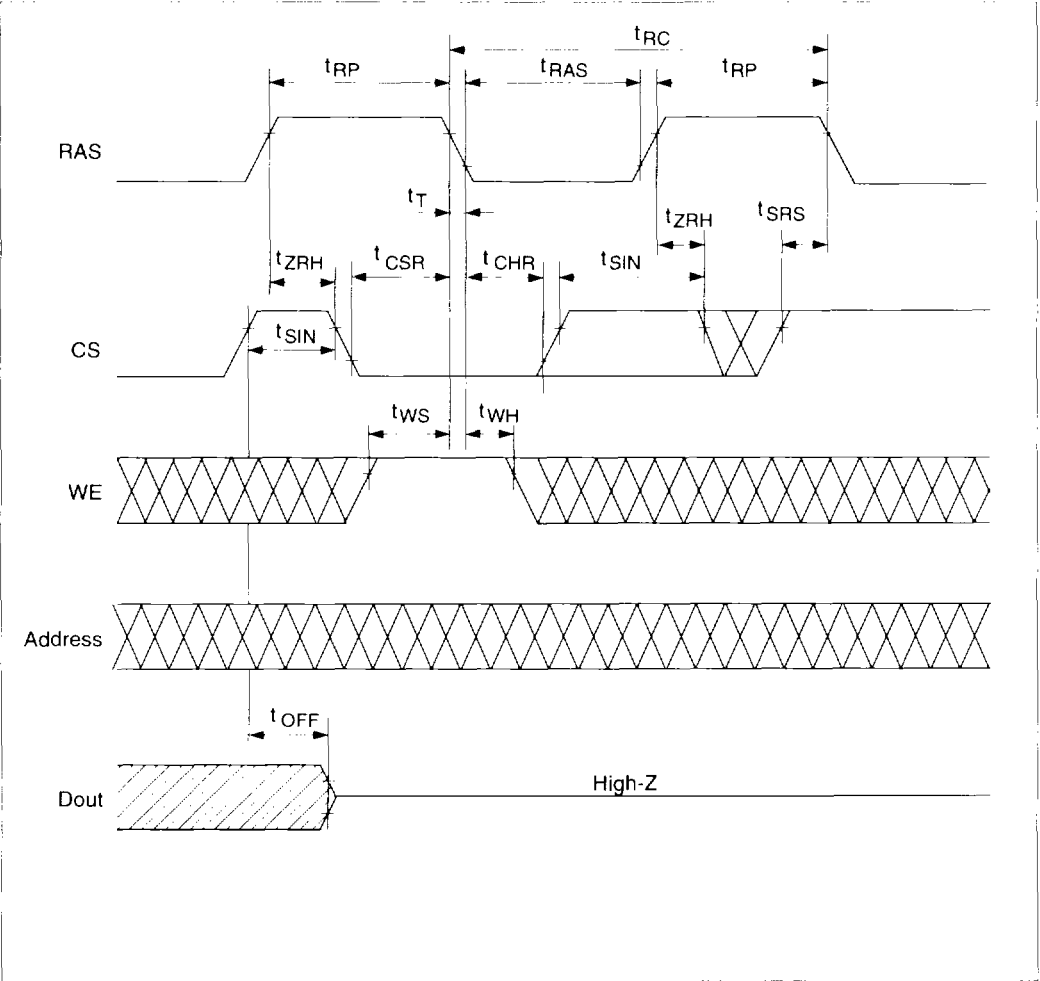 tRC
tRP tRAS tRP
RAS
tT tZRH tSRS
tZRH tCSR tCHR tSIN
tSIN
CS
tWS tWH
WE
Address
tOFF
High-Z
Dout